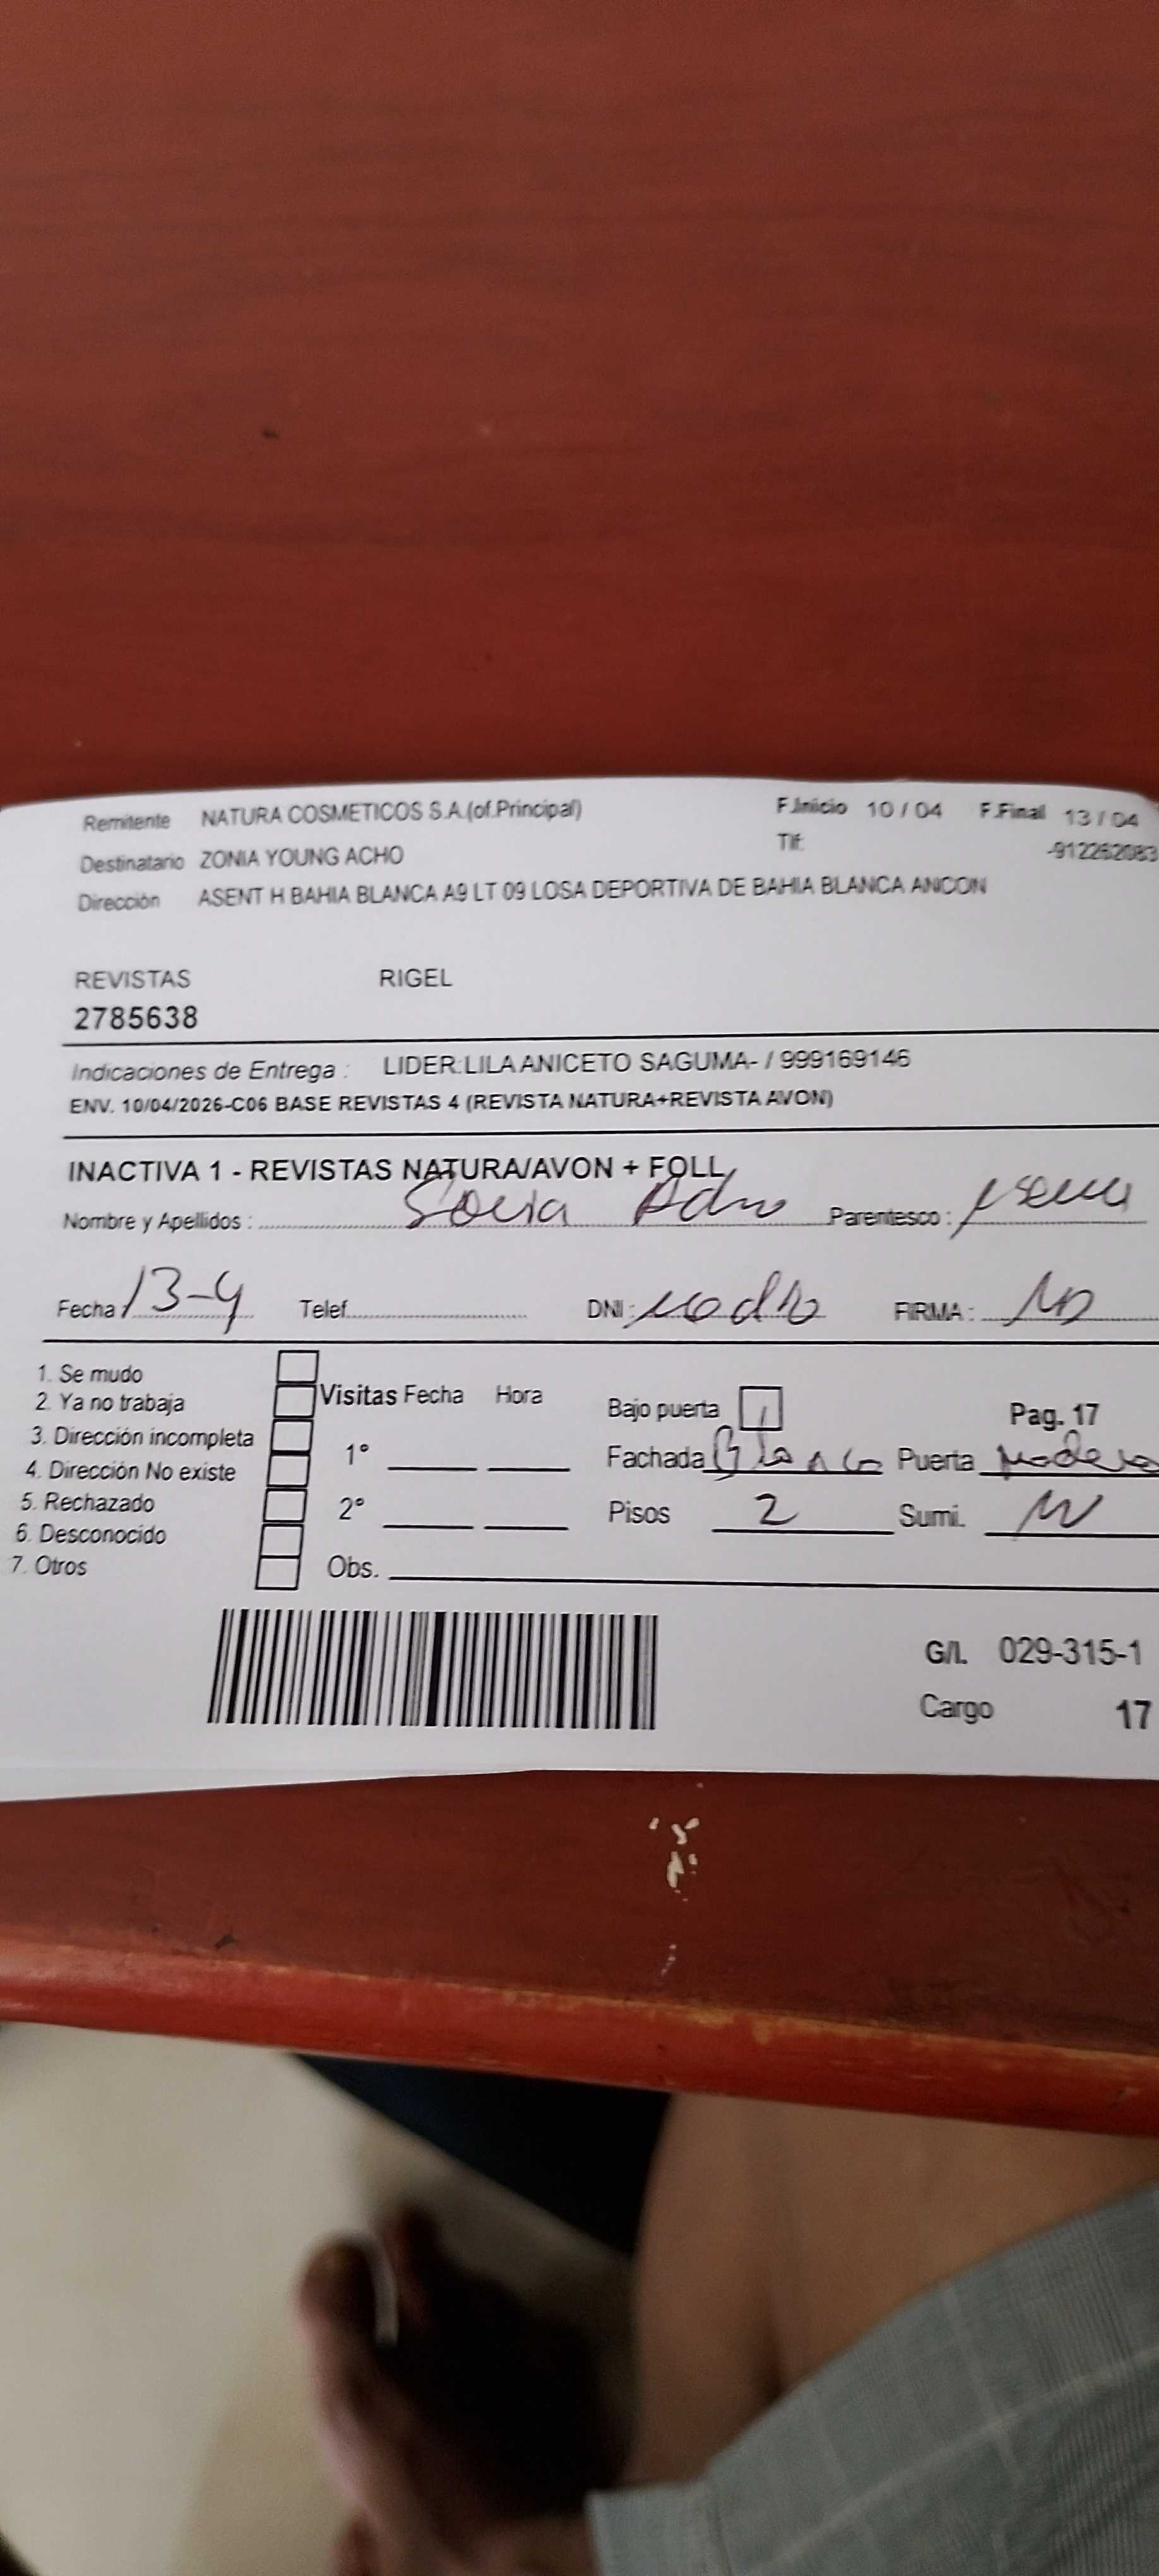 Remitente NATURA COSMETICOS S.A.(of.Principal) F.Inicio 10 / 04 F.Final 13 / 04
Destinatario ZONIA YOUNG ACHO Tlf: -912262083
Dirección ASENT H BAHIA BLANCA A9 LT 09 LOSA DEPORTIVA DE BAHIA BLANCA ANCON
REVISTAS RIGEL
2785638
Indicaciones de Entrega : LIDER:LILA ANICETO SAGUMA- / 999169146
ENV. 10/04/2026-C06 BASE REVISTAS 4 (REVISTA NATURA+REVISTA AVON)
INACTIVA 1 - REVISTAS NATURA/AVON + FOLL
Nombre y Apellidos : Parentesco :
Fecha 13-4 Telef. DNI : FIRMA :
1. Se mudo
2. Ya no trabaja Visitas Fecha Hora Bajo puerta Pag. 17
3. Dirección incompleta 1° Fachada Blanco Puerta Madera
4. Dirección No existe
5. Rechazado 2° Pisos 2 Sumi.
6. Desconocido
7. Otros Obs.
G/I. 029-315-1
Cargo 17